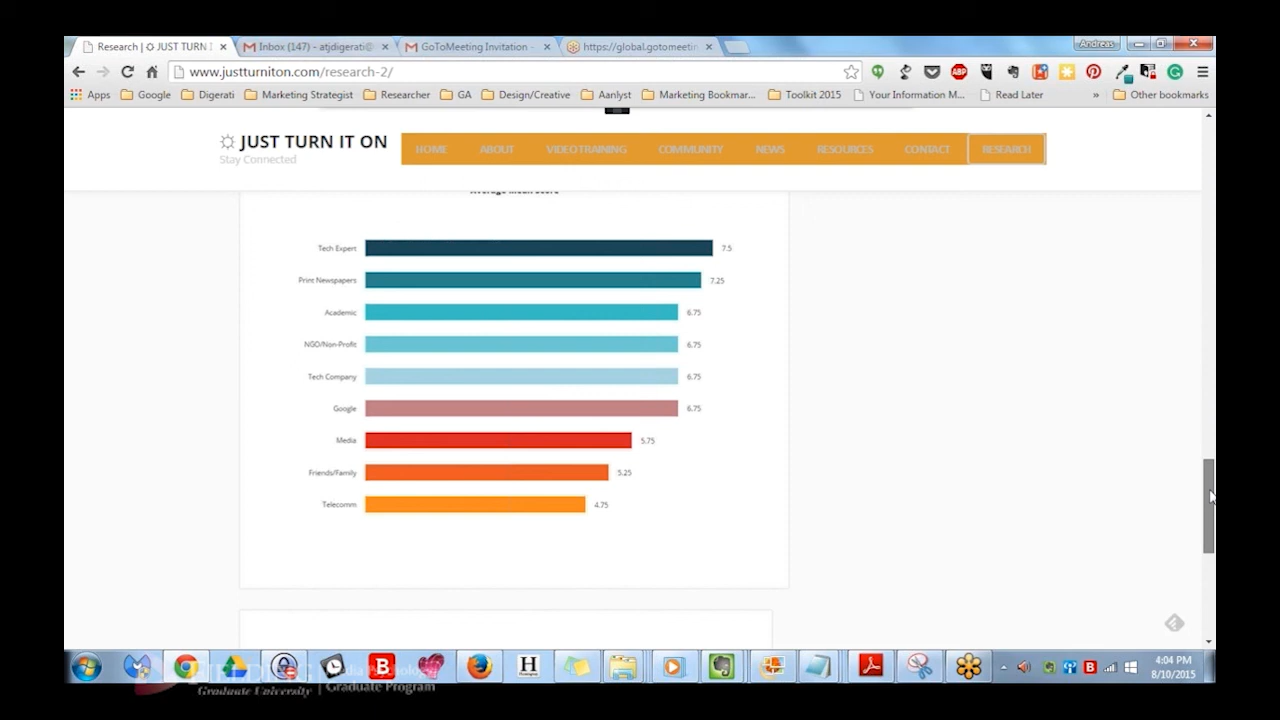 Research | ☼ JUST TURN I
Inbox (147) - atjdigerati@
GoToMeeting Invitation -
https://global.gotomeetin
Andreas
www.justturniton.com/research-2/
Apps Google Digerati Marketing Strategist Researcher GA Design/Creative Aanlyst Marketing Bookmar... Toolkit 2015 Your Information M... Read Later » Other bookmarks
JUST TURN IT ON
Stay Connected
HOME ABOUT VIDEO TRAINING COMMUNITY NEWS RESOURCES CONTACT RESEARCH
Average Mean Score
Tech Expert 7.5
Print Newspapers 7.25
Academic 6.75
NGO/Non-Profit 6.75
Tech Company 6.75
Google 6.75
Media 5.75
Friends/Family 5.25
Telecomm 4.75
4:04 PM
8/10/2015
Graduate University | Graduate Program